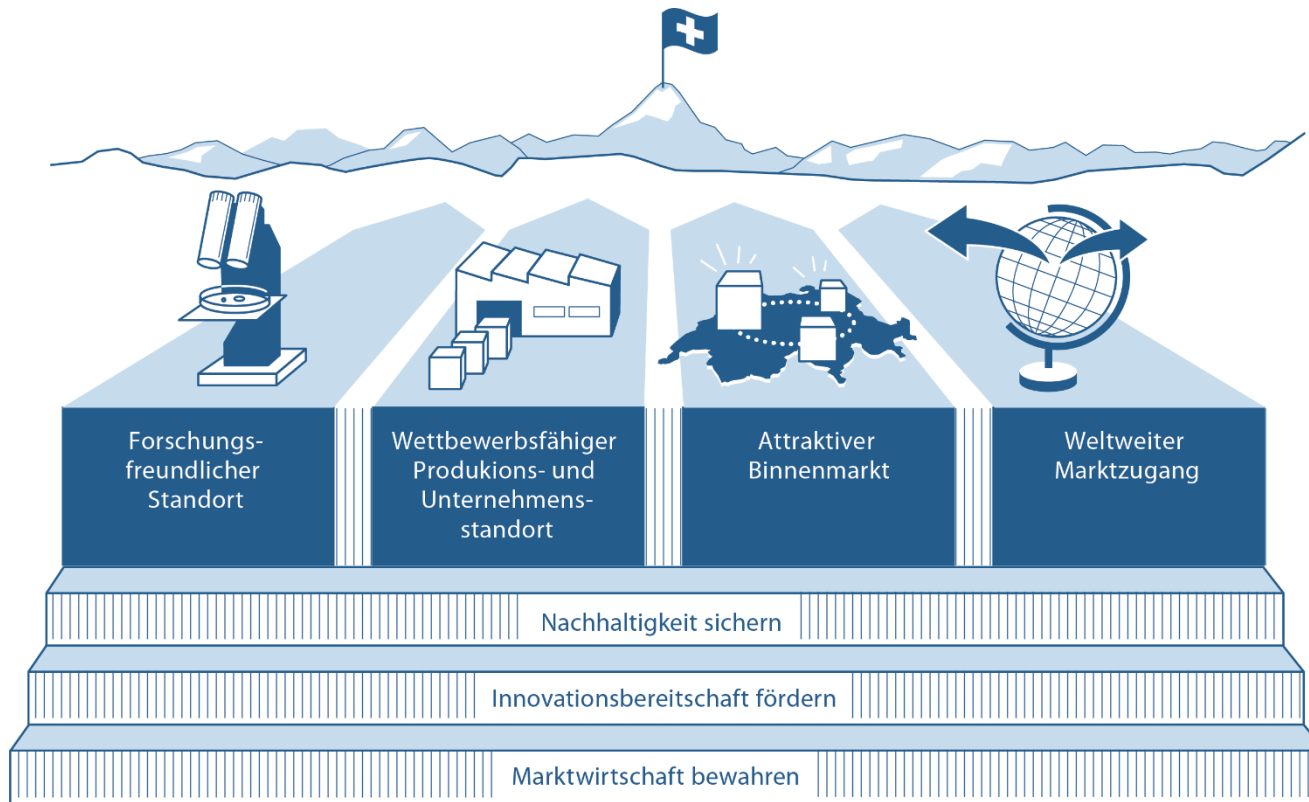 Forschungs-
freundlicher
Standort
Wettbewerbsfähiger
Produkions- und
Unternehmens-
standort
Attraktiver
Binnenmarkt
Weltweiter
Marktzugang
Nachhaltigkeit sichern
Innovationsbereitschaft fördern
Marktwirtschaft bewahren